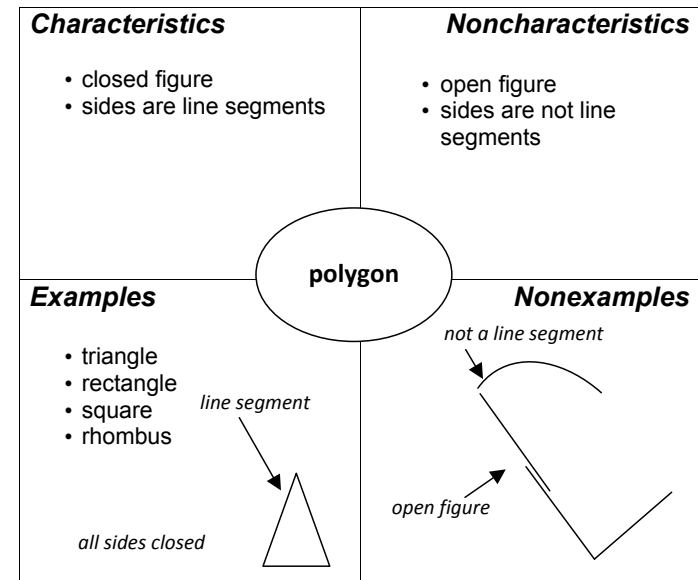 Characteristics
• closed figure
• sides are line segments
Noncharacteristics
• open figure
• sides are not line
segments
polygon
Examples
• triangle
• rectangle
• square
• rhombus
line segment
all sides closed
Nonexamples
not a line segment
open figure